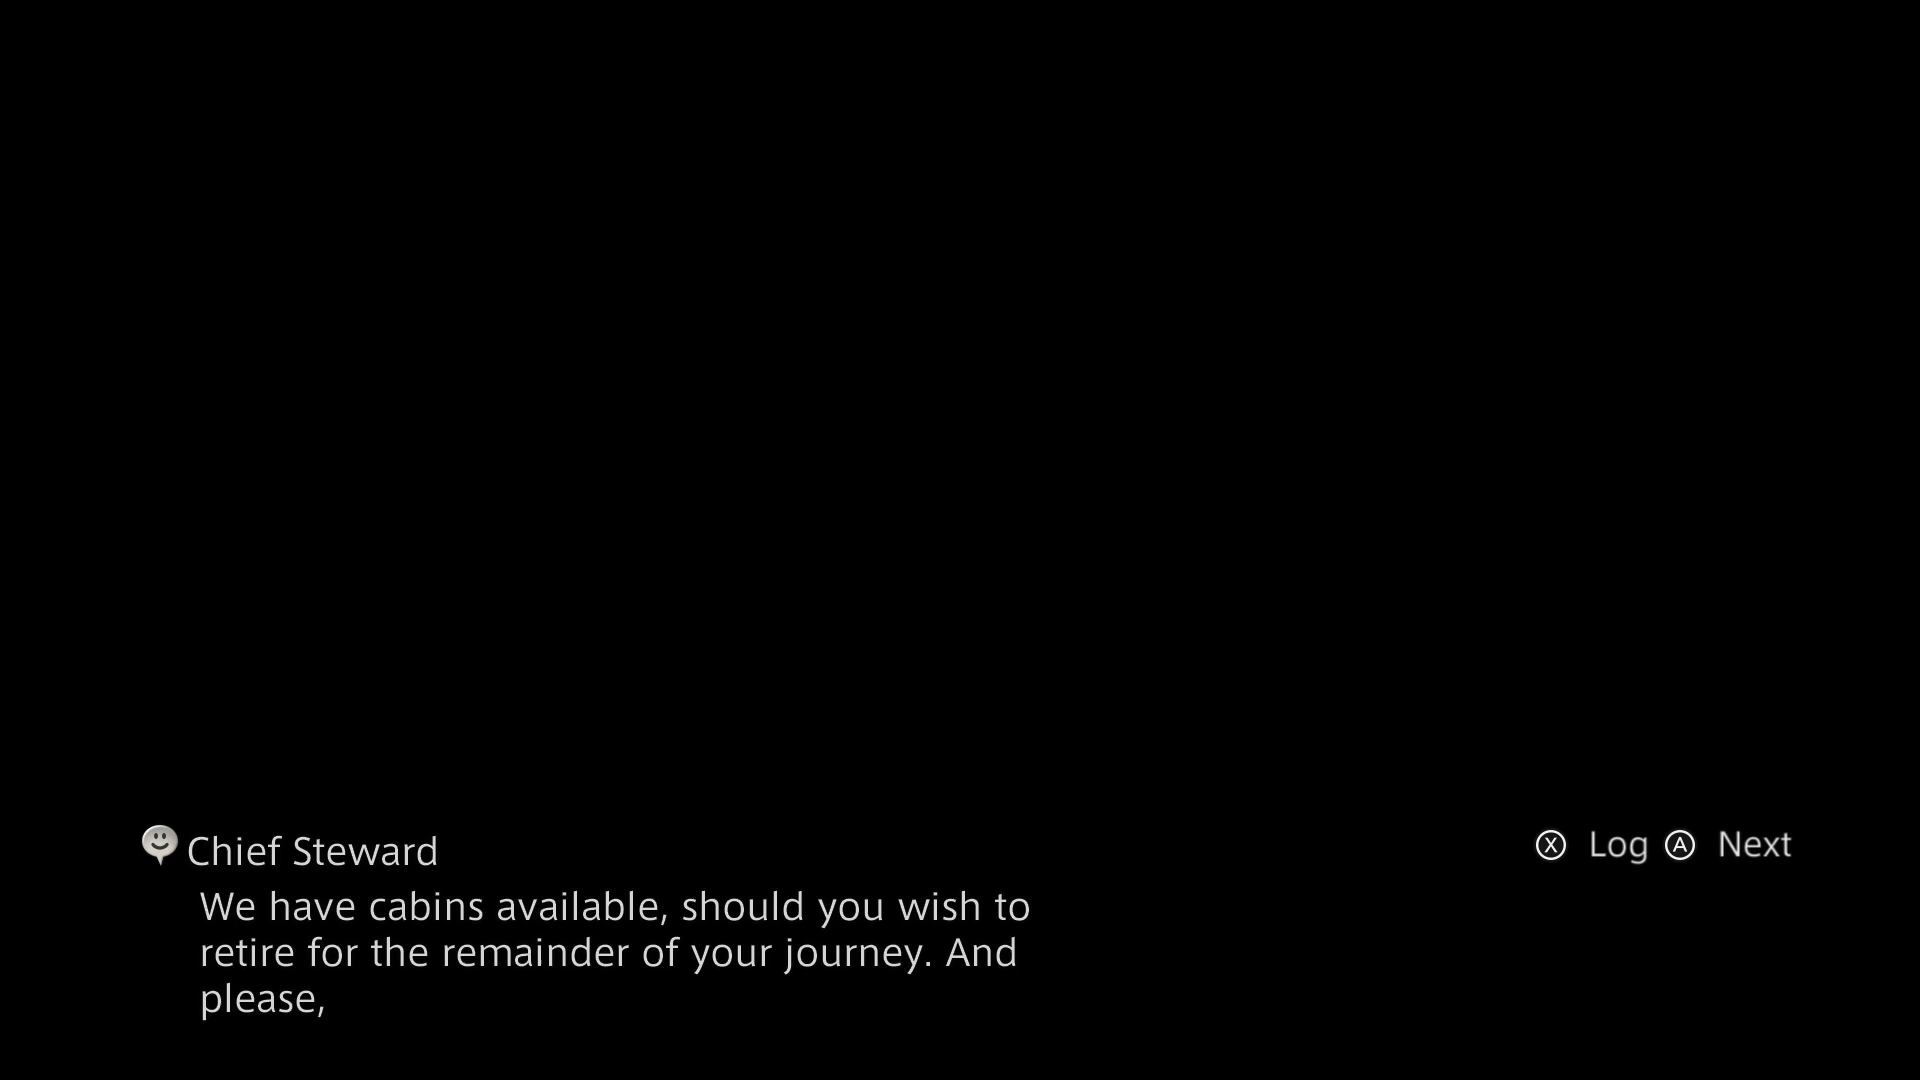 Chief Steward
Ⓧ Log Ⓐ Next
We have cabins available, should you wish to
retire for the remainder of your journey. And
please,